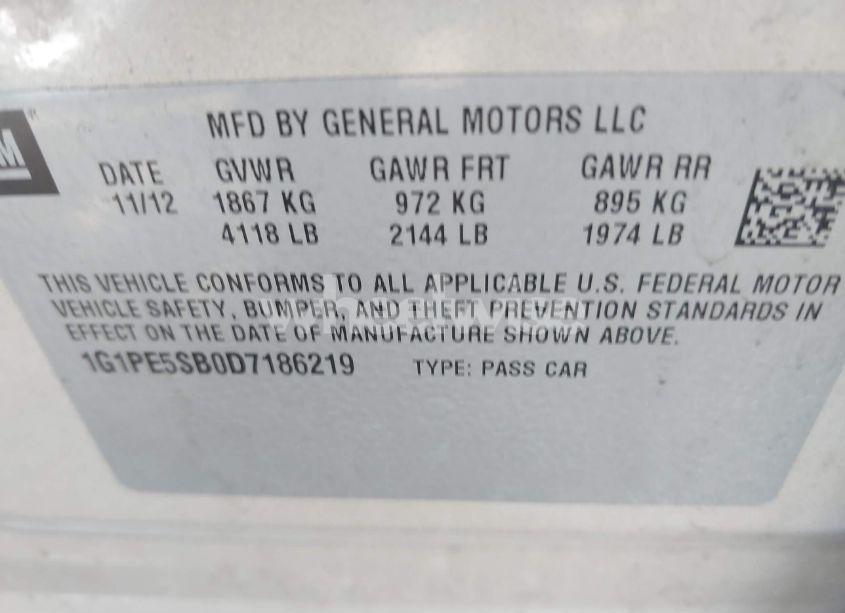 M
MFD BY GENERAL MOTORS LLC
DATE GVWR GAWR FRT GAWR RR
11/12 1867 KG 972 KG 895 KG
4118 LB 2144 LB 1974 LB
THIS VEHICLE CONFORMS TO ALL APPLICABLE U.S. FEDERAL MOTOR
VEHICLE SAFETY, BUMPER, AND THEFT PREVENTION STANDARDS IN
EFFECT ON THE DATE OF MANUFACTURE SHOWN ABOVE.
1G1PE5SB0D7186219 TYPE: PASS CAR